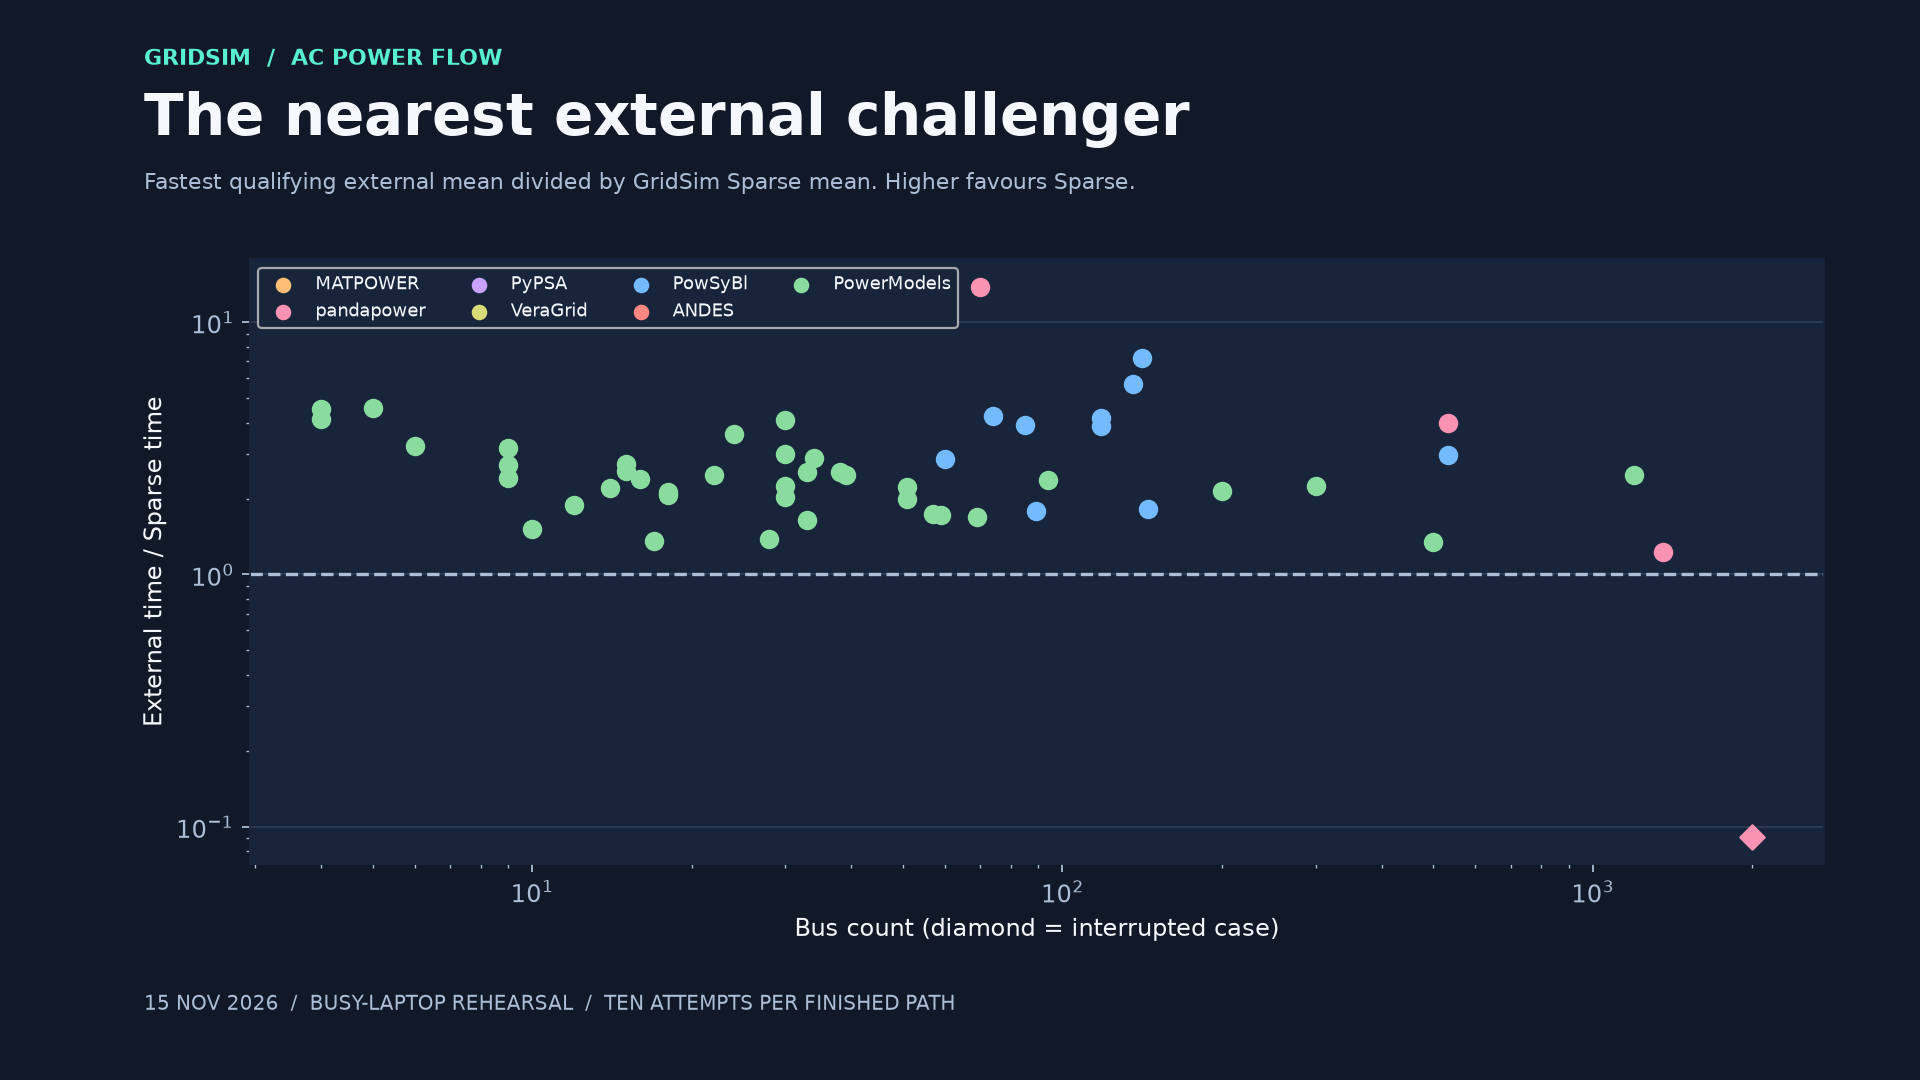 GRIDSIM / AC POWER FLOW
The nearest external challenger
Fastest qualifying external mean divided by GridSim Sparse mean. Higher favours Sparse.
MATPOWER PyPSA PowSyBl PowerModels
pandapower VeraGrid ANDES
External time / Sparse time
10¹
10⁰
10⁻¹
10¹ 10² 10³
Bus count (diamond = interrupted case)
15 NOV 2026 / BUSY-LAPTOP REHEARSAL / TEN ATTEMPTS PER FINISHED PATH